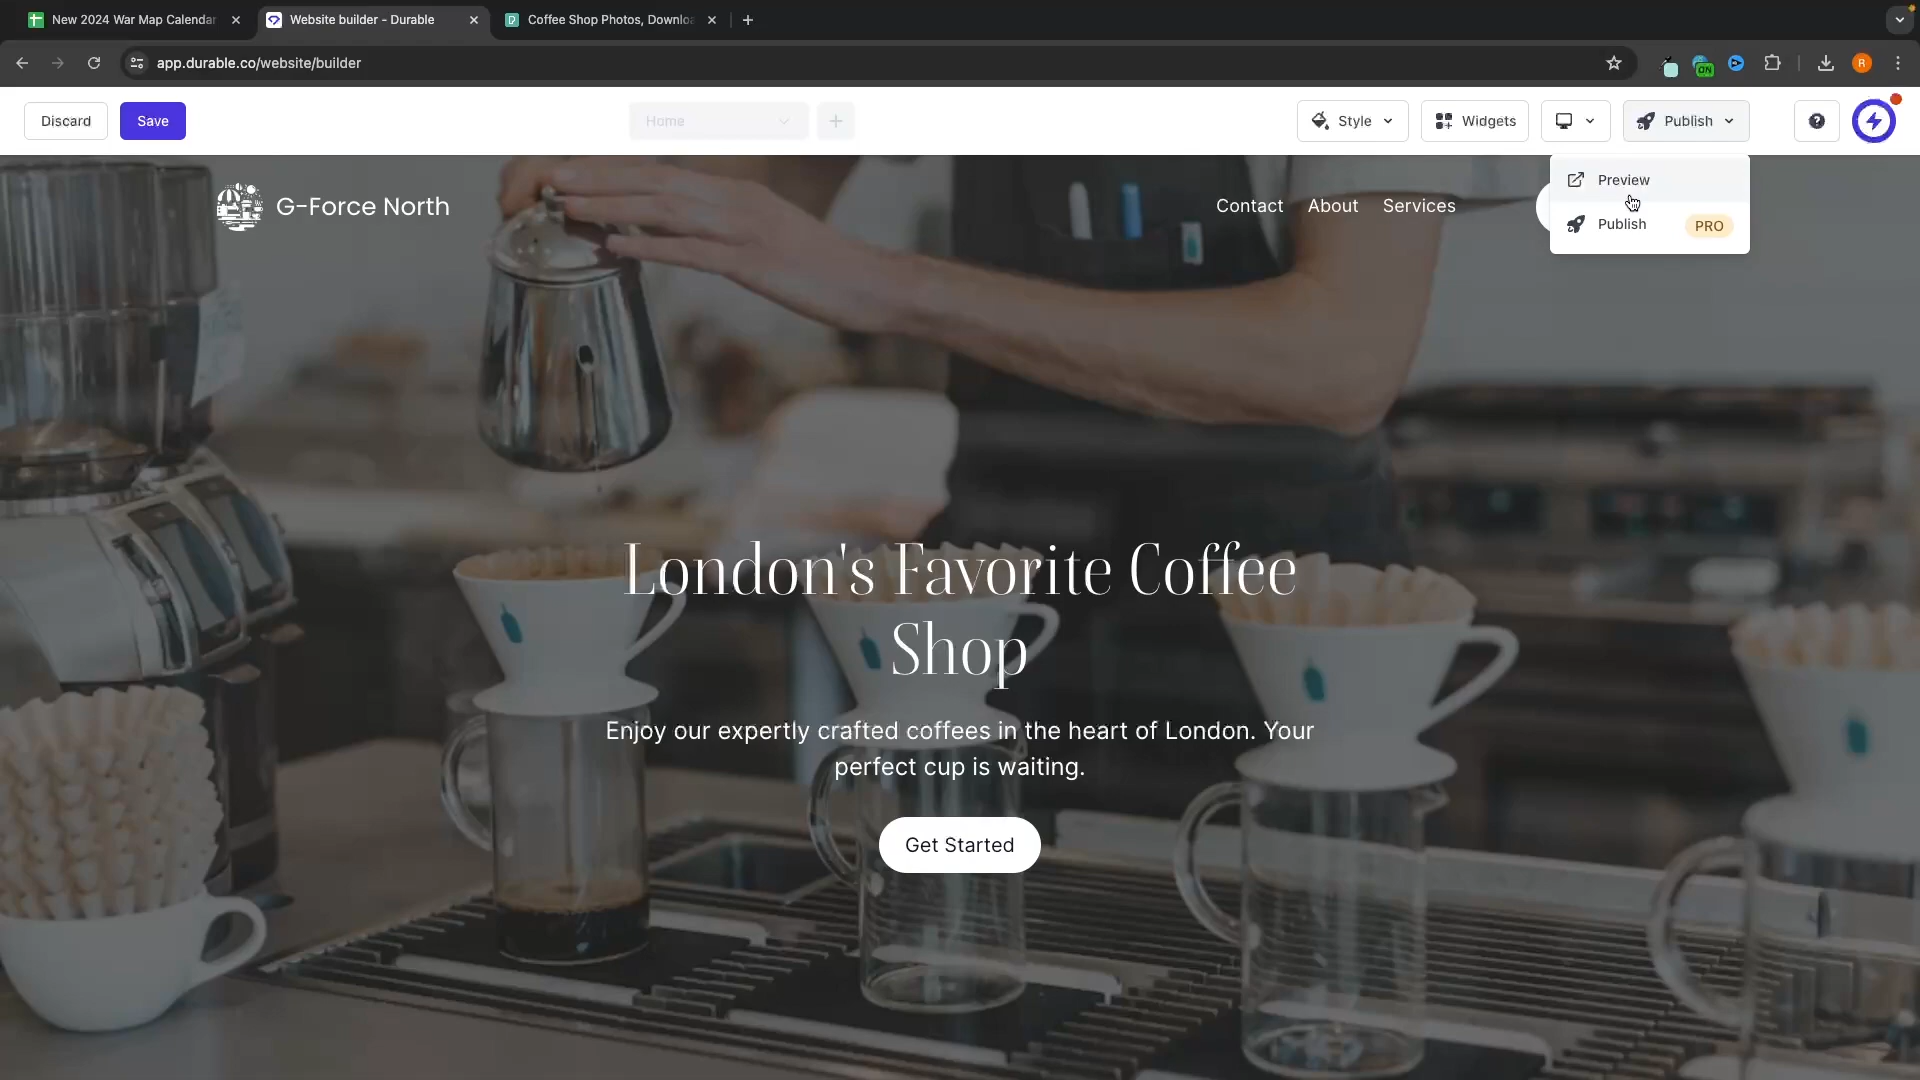 New 2024 War Map Calendar
Website builder - Durable
Coffee Shop Photos, Downlo
app.durable.co/website/builder
ON
R
Discard
Save
Home
Style
Widgets
Publish
Preview
Publish
PRO
G-Force North
Contact
About
Services
London's Favorite Coffee
Shop
Enjoy our expertly crafted coffees in the heart of London. Your
perfect cup is waiting.
Get Started